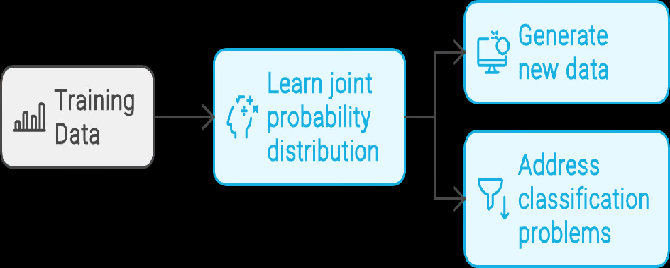 Training
Data
Learn joint
probability
distribution
Generate
new data
Address
classification
problems